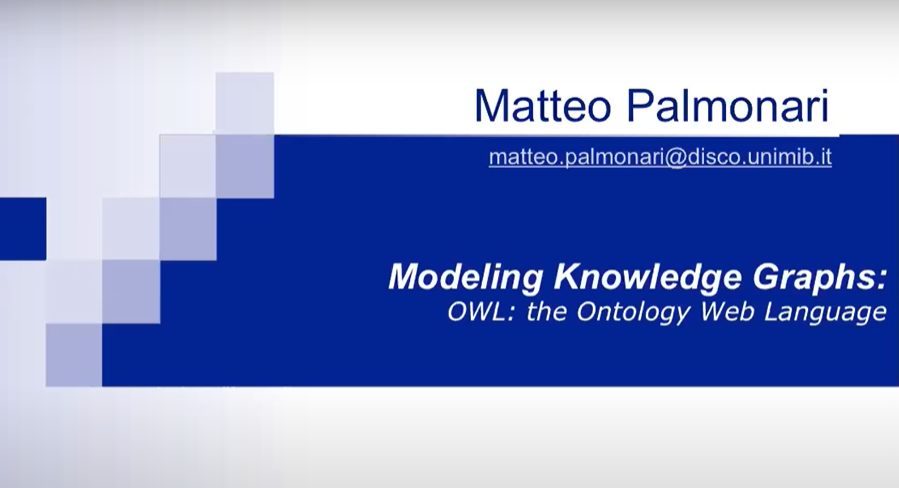 Matteo Palmonari
matteo.palmonari@disco.unimib.it
Modeling Knowledge Graphs:
OWL: the Ontology Web Language